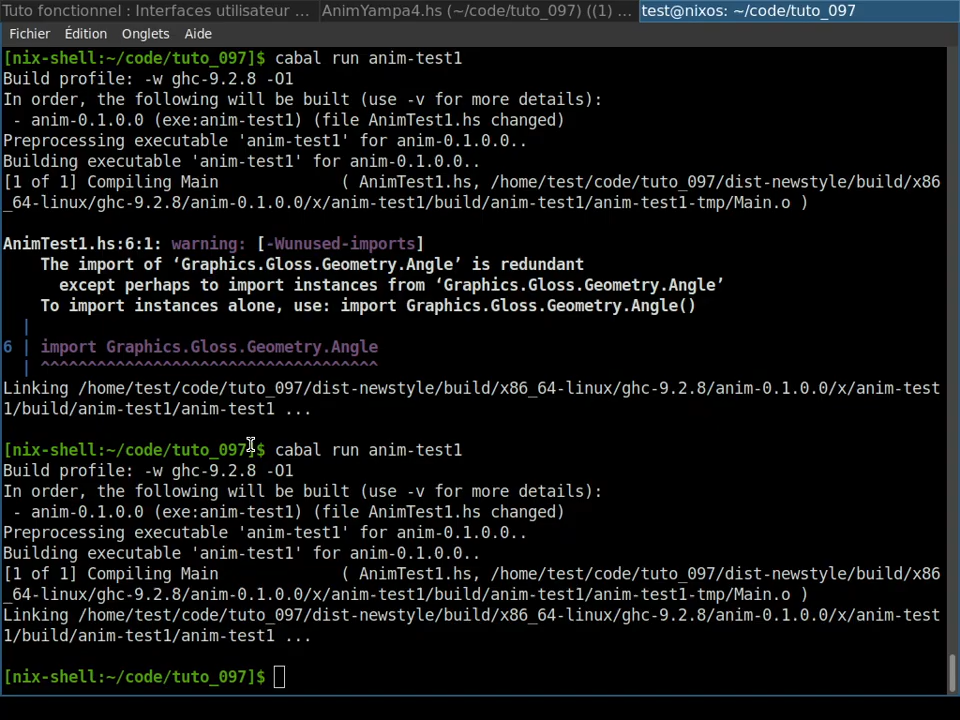 Tuto fonctionnel : Interfaces utilisateur ... AnimYampa4.hs (~/code/tuto_097) ((1) ... test@nixos: ~/code/tuto_097
Fichier Édition Onglets Aide
[nix-shell:~/code/tuto_097]$ cabal run anim-test1
Build profile: -w ghc-9.2.8 -O1
In order, the following will be built (use -v for more details):
 - anim-0.1.0.0 (exe:anim-test1) (file AnimTest1.hs changed)
Preprocessing executable 'anim-test1' for anim-0.1.0.0..
Building executable 'anim-test1' for anim-0.1.0.0..
[1 of 1] Compiling Main             ( AnimTest1.hs, /home/test/code/tuto_097/dist-newstyle/build/x86
_64-linux/ghc-9.2.8/anim-0.1.0.0/x/anim-test1/build/anim-test1/anim-test1-tmp/Main.o )
AnimTest1.hs:6:1: warning: [-Wunused-imports]
    The import of ‘Graphics.Gloss.Geometry.Angle’ is redundant
      except perhaps to import instances from ‘Graphics.Gloss.Geometry.Angle’
    To import instances alone, use: import Graphics.Gloss.Geometry.Angle()
  |
6 | import Graphics.Gloss.Geometry.Angle
  | ^^^^^^^^^^^^^^^^^^^^^^^^^^^^^^^^^^^^
Linking /home/test/code/tuto_097/dist-newstyle/build/x86_64-linux/ghc-9.2.8/anim-0.1.0.0/x/anim-test
1/build/anim-test1/anim-test1 ...
[nix-shell:~/code/tuto_097]$ cabal run anim-test1
Build profile: -w ghc-9.2.8 -O1
In order, the following will be built (use -v for more details):
 - anim-0.1.0.0 (exe:anim-test1) (file AnimTest1.hs changed)
Preprocessing executable 'anim-test1' for anim-0.1.0.0..
Building executable 'anim-test1' for anim-0.1.0.0..
[1 of 1] Compiling Main             ( AnimTest1.hs, /home/test/code/tuto_097/dist-newstyle/build/x86
_64-linux/ghc-9.2.8/anim-0.1.0.0/x/anim-test1/build/anim-test1/anim-test1-tmp/Main.o )
Linking /home/test/code/tuto_097/dist-newstyle/build/x86_64-linux/ghc-9.2.8/anim-0.1.0.0/x/anim-test
1/build/anim-test1/anim-test1 ...
[nix-shell:~/code/tuto_097]$